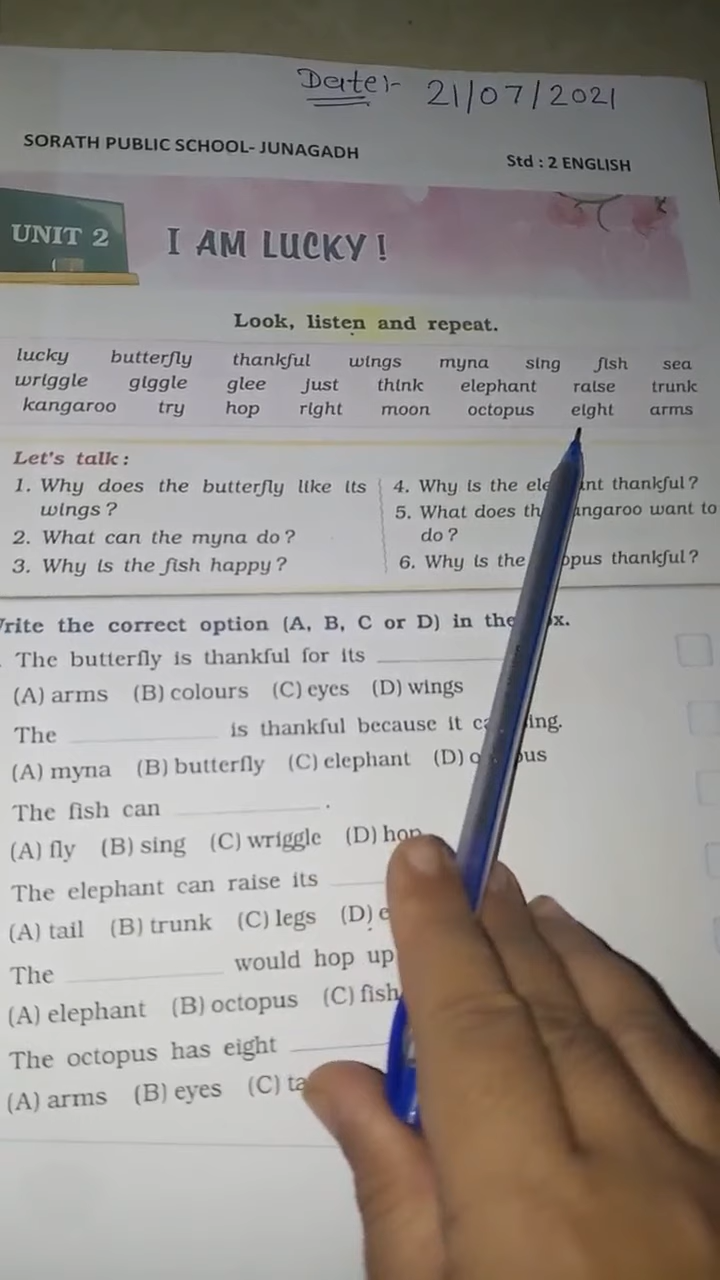 Date:- 21/07/2021
SORATH PUBLIC SCHOOL- JUNAGADH
Std : 2 ENGLISH
UNIT 2
I AM LUCKY !
Look, listen and repeat.
lucky butterfly thankful wings myna sing fish sea
wriggle giggle glee just think elephant raise trunk
kangaroo try hop right moon octopus eight arms
Let's talk :
1. Why does the butterfly like its
wings ?
2. What can the myna do ?
3. Why is the fish happy ?
4. Why is the ant thankful ?
5. What does ngaroo want to
do ?
6. Why is the opus thankful ?
rite the correct option (A, B, C or D) in the x.
The butterfly is thankful for its
(A) arms (B) colours (C) eyes (D) wings
The is thankful because it ing.
(A) myna (B) butterfly (C) elephant (D) pus
The fish can .
(A) fly (B) sing (C) wriggle (D) hop
The elephant can raise its
(A) tail (B) trunk (C) legs (D) e
The would hop up
(A) elephant (B) octopus (C) fish
The octopus has eight
(A) arms (B) eyes (C) ta